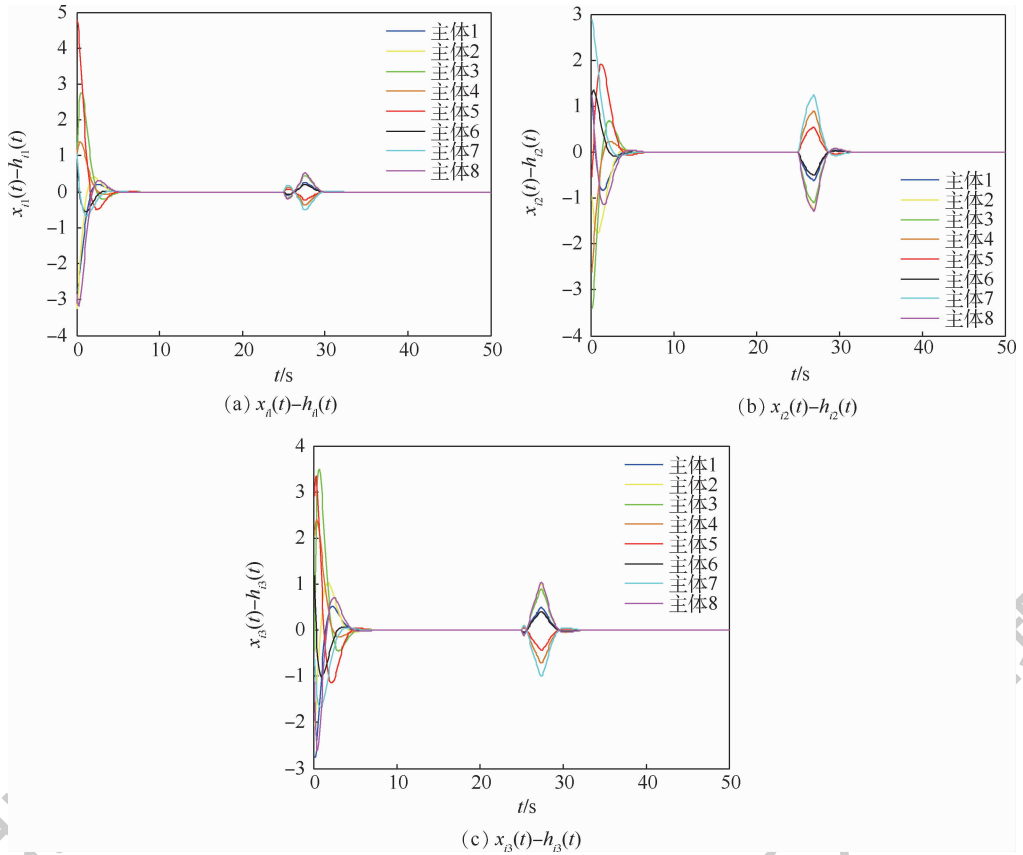 5
4
3
2
1
0
−1
−2
−3
−4
0
10
20
30
40
50
x_{i1}(t)−h_{i1}(t)
t/s
主体1
主体2
主体3
主体4
主体5
主体6
主体7
主体8
(a) x_{i1}(t)−h_{i1}(t)
3
2
1
0
−1
−2
−3
−4
0
10
20
30
40
50
x_{i2}(t)−h_{i2}(t)
t/s
主体1
主体2
主体3
主体4
主体5
主体6
主体7
主体8
(b) x_{i2}(t)−h_{i2}(t)
4
3
2
1
0
−1
−2
−3
0
10
20
30
40
50
x_{i3}(t)−h_{i3}(t)
t/s
主体1
主体2
主体3
主体4
主体5
主体6
主体7
主体8
(c) x_{i3}(t)−h_{i3}(t)